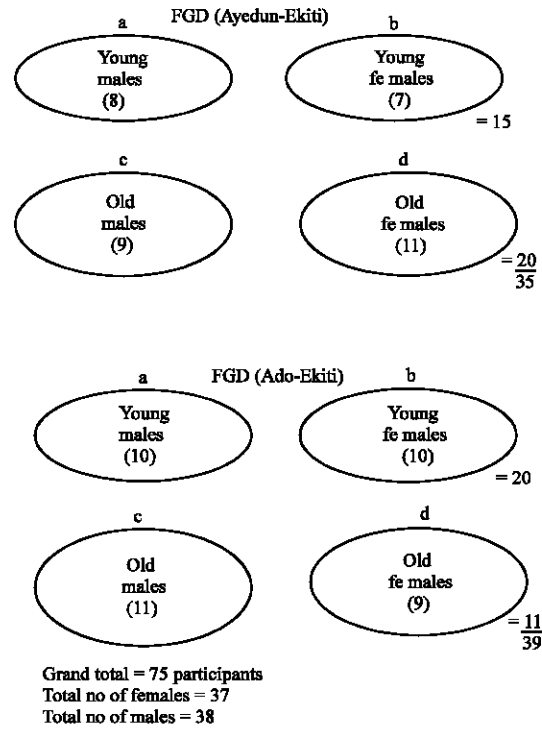 FGD (Ayedun-Ekiti)
a
b
Young
males
(8)
Young
fe males
(7)
= 15
c
d
Old
males
(9)
Old
fe males
(11)
= 20
35
FGD (Ado-Ekiti)
a
b
Young
males
(10)
Young
fe males
(10)
= 20
c
d
Old
males
(11)
Old
fe males
(9)
= 11
39
Grand total = 75 participants
Total no of females = 37
Total no of males = 38